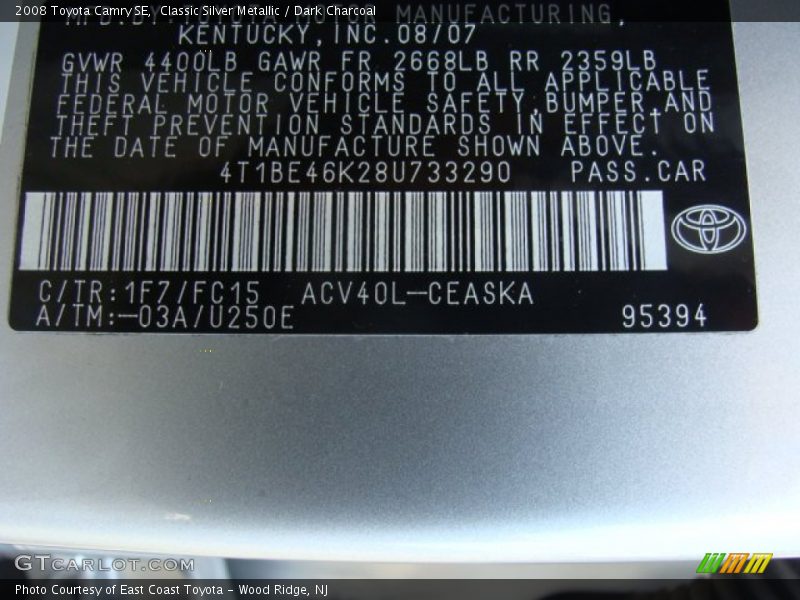 2008 Toyota Camry SE, Classic Silver Metallic / Dark Charcoal
MFD.BY:TOYOTA MOTOR MANUFACTURING,
KENTUCKY,INC.08/07
GVWR 4400LB GAWR FR 2668LB RR 2359LB
THIS VEHICLE CONFORMS TO ALL APPLICABLE
FEDERAL MOTOR VEHICLE SAFETY,BUMPER,AND
THEFT PREVENTION STANDARDS IN EFFECT ON
THE DATE OF MANUFACTURE SHOWN ABOVE.
4T1BE46K28U733290 PASS.CAR
C/TR:1F7/FC15 ACV40L-CEASKA
A/TM:-03A/U250E 95394
GTCARLOT.COM
Photo Courtesy of East Coast Toyota - Wood Ridge, NJ